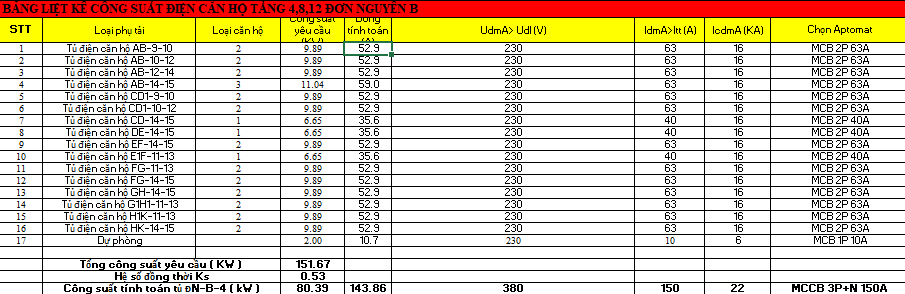 BẢNG LIỆT KÊ CÔNG SUẤT ĐIỆN CĂN HỘ TẦNG 4,8,12 ĐƠN NGUYÊN B
STT Loại phụ tải Loại căn hộ Công suất yêu cầu (KW) Dòng tính toán (A) UdmA> Udl (V) IdmA>Itt (A) IcdmA (KA) Chọn Aptomat
1 Tủ điện căn hộ AB-9-10 2 9.89 52.9 230 63 16 MCB 2P 63A
2 Tủ điện căn hộ AB-10-12 2 9.89 52.9 230 63 16 MCB 2P 63A
3 Tủ điện căn hộ AB-12-14 2 9.89 52.9 230 63 16 MCB 2P 63A
4 Tủ điện căn hộ AB-14-15 3 11.04 59.0 230 63 16 MCB 2P 63A
5 Tủ điện căn hộ CD1-9-10 2 9.89 52.9 230 63 16 MCB 2P 63A
6 Tủ điện căn hộ CD1-10-12 2 9.89 52.9 230 63 16 MCB 2P 63A
7 Tủ điện căn hộ CD-14-15 1 6.65 35.6 230 40 16 MCB 2P 40A
8 Tủ điện căn hộ DE-14-15 1 6.65 35.6 230 40 16 MCB 2P 40A
9 Tủ điện căn hộ EF-14-15 2 9.89 52.9 230 63 16 MCB 2P 63A
10 Tủ điện căn hộ E1F-11-13 1 6.65 35.6 230 40 16 MCB 2P 40A
11 Tủ điện căn hộ FG-11-13 2 9.89 52.9 230 63 16 MCB 2P 63A
12 Tủ điện căn hộ FG-14-15 2 9.89 52.9 230 63 16 MCB 2P 63A
13 Tủ điện căn hộ GH-14-15 2 9.89 52.9 230 63 16 MCB 2P 63A
14 Tủ điện căn hộ G1H1-11-13 2 9.89 52.9 230 63 16 MCB 2P 63A
15 Tủ điện căn hộ H1K-11-13 2 9.89 52.9 230 63 16 MCB 2P 63A
16 Tủ điện căn hộ HK-14-15 2 9.89 52.9 230 63 16 MCB 2P 63A
17 Dự phòng 2.00 10.7 230 10 6 MCB 1P 10A
Tổng công suất yêu cầu ( KW ) 151.67
Hệ số đồng thời Ks 0.53
Công suất tính toán tủ ĐN-B-4 ( kW ) 80.39 143.86 380 150 22 MCCB 3P+N 150A